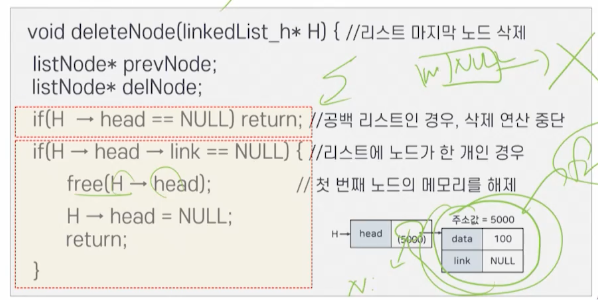 void deleteNode(linkedList_h* H) { //리스트 마지막 노드 삭제
listNode* prevNode;
listNode* delNode;
if(H → head == NULL) return; //공백 리스트인 경우, 삭제 연산 중단
if(H → head → link == NULL) { //리스트에 노드가 한 개인 경우
free(H → head); // 첫 번째 노드의 메모리를 해제
H → head = NULL;
return;
}
주소값 = 5000
H→ head (5000) data 100
link NULL
NULL